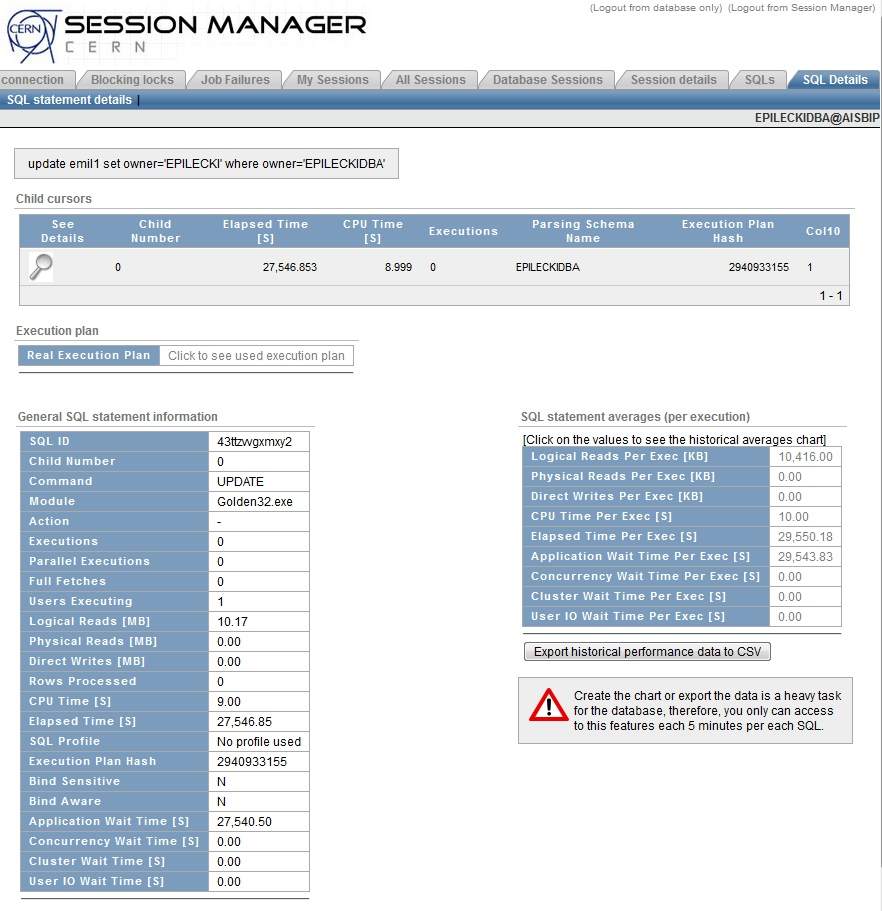 (Logout from database only) (Logout from Session Manager)
CERN SESSION MANAGER
CERN
connection Blocking locks Job Failures My Sessions All Sessions Database Sessions Session details SQLs SQL Details
SQL statement details |
EPILECKIDBA@AISBIP
update emil1 set owner='EPILECKI' where owner='EPILECKIDBA'
Child cursors
See Details Child Number Elapsed Time [S] CPU Time [S] Executions Parsing Schema Name Execution Plan Hash Col10
0 27,546.853 8.999 0 EPILECKIDBA 2940933155 1
1 - 1
Execution plan
Real Execution Plan Click to see used execution plan
General SQL statement information
SQL ID 43ttzvvgxmxy2
Child Number 0
Command UPDATE
Module Golden32.exe
Action -
Executions 0
Parallel Executions 0
Full Fetches 0
Users Executing 1
Logical Reads [MB] 10.17
Physical Reads [MB] 0.00
Direct Writes [MB] 0.00
Rows Processed 0
CPU Time [S] 9.00
Elapsed Time [S] 27,546.85
SQL Profile No profile used
Execution Plan Hash 2940933155
Bind Sensitive N
Bind Aware N
Application Wait Time [S] 27,540.50
Concurrency Wait Time [S] 0.00
Cluster Wait Time [S] 0.00
User IO Wait Time [S] 0.00
SQL statement averages (per execution)
[Click on the values to see the historical averages chart]
Logical Reads Per Exec [KB] 10,416.00
Physical Reads Per Exec [KB] 0.00
Direct Writes Per Exec [KB] 0.00
CPU Time Per Exec [S] 10.00
Elapsed Time Per Exec [S] 29,550.18
Application Wait Time Per Exec [S] 29,543.83
Concurrency Wait Time Per Exec [S] 0.00
Cluster Wait Time Per Exec [S] 0.00
User IO Wait Time Per Exec [S] 0.00
Export historical performance data to CSV
Create the chart or export the data is a heavy task
for the database, therefore, you only can access
to this features each 5 minutes per each SQL.